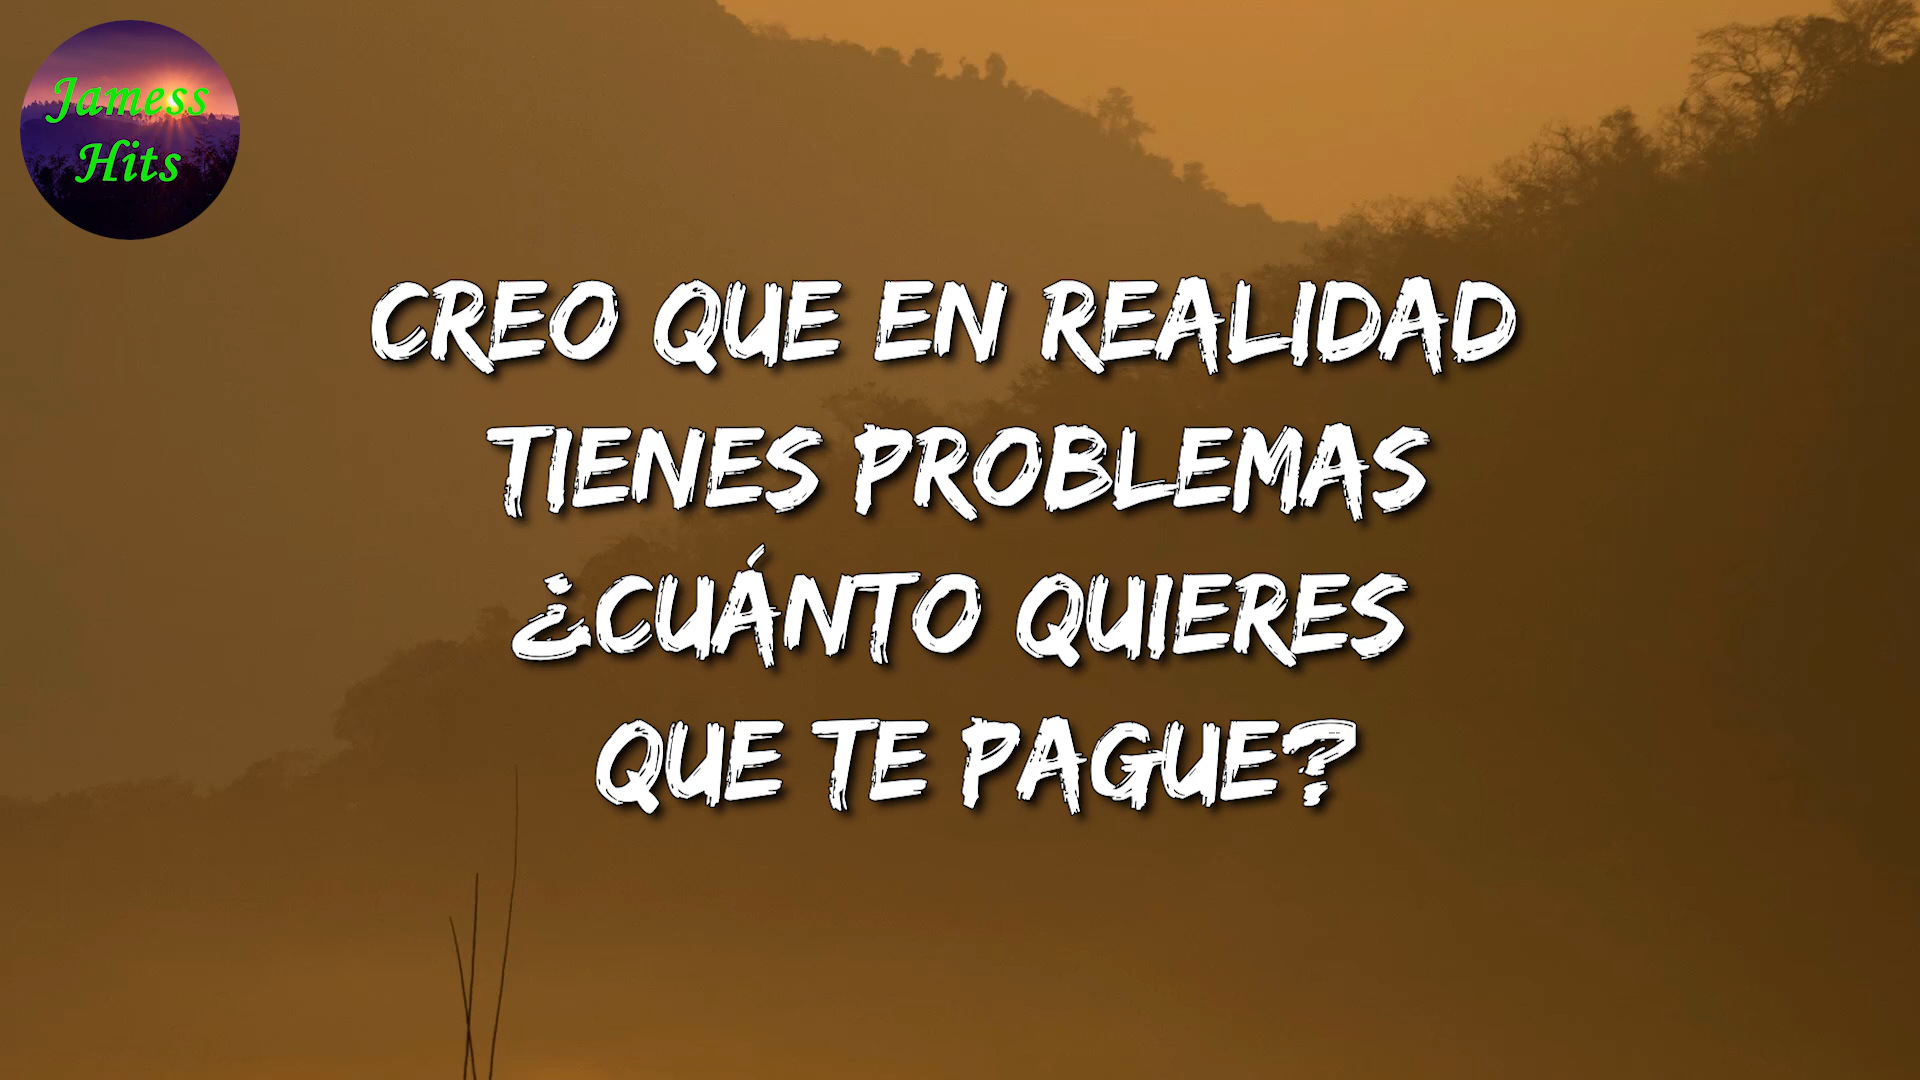 Jamess
Hits
CREO QUE EN REALIDAD
TIENES PROBLEMAS
¿CUÁNTO QUIERES
QUE TE PAGUE?